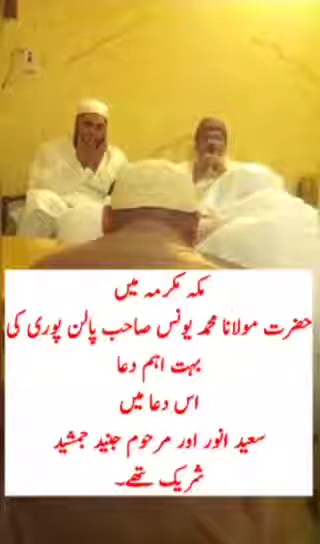 مکہ مکرمہ میں
حضرت مولانا محمد یونس صاحب پالن پوری کی
بہت اہم دعا
اس دعا میں
سعید انور اور مرحوم جنید جمشید
شریک تھے۔